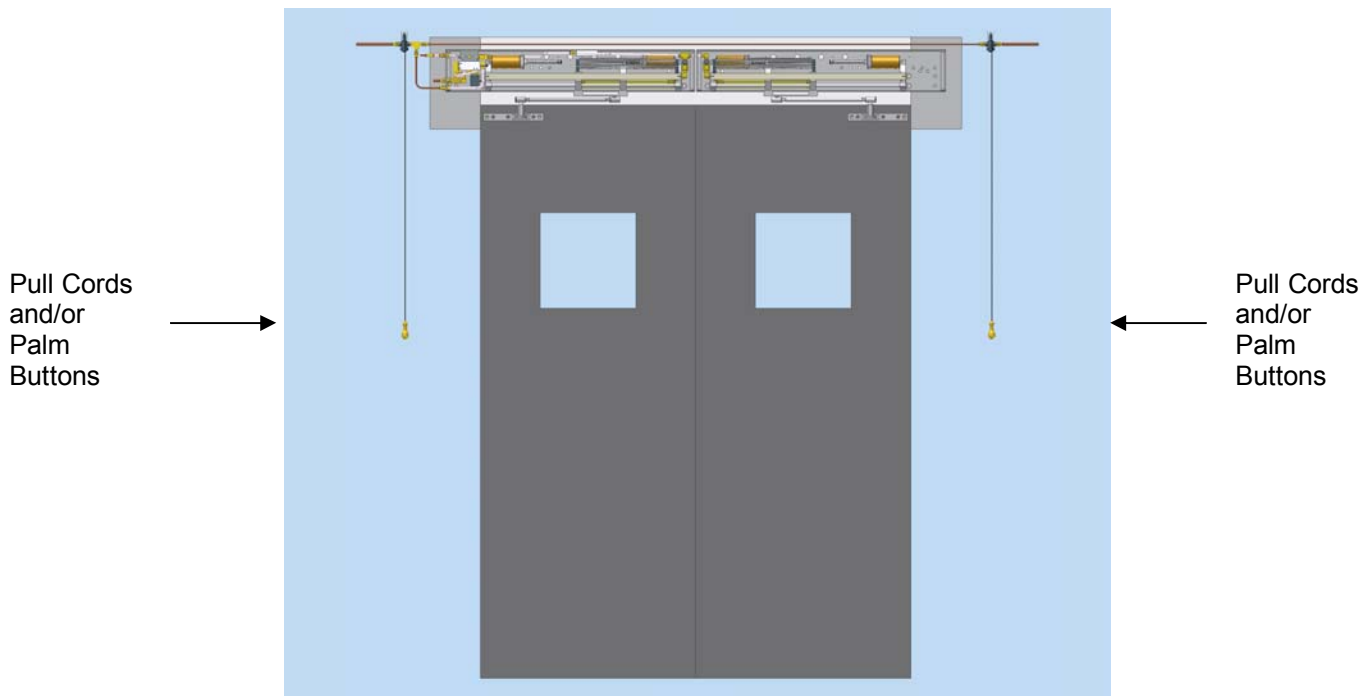 Pull Cords
and/or
Palm
Buttons
Pull Cords
and/or
Palm
Buttons